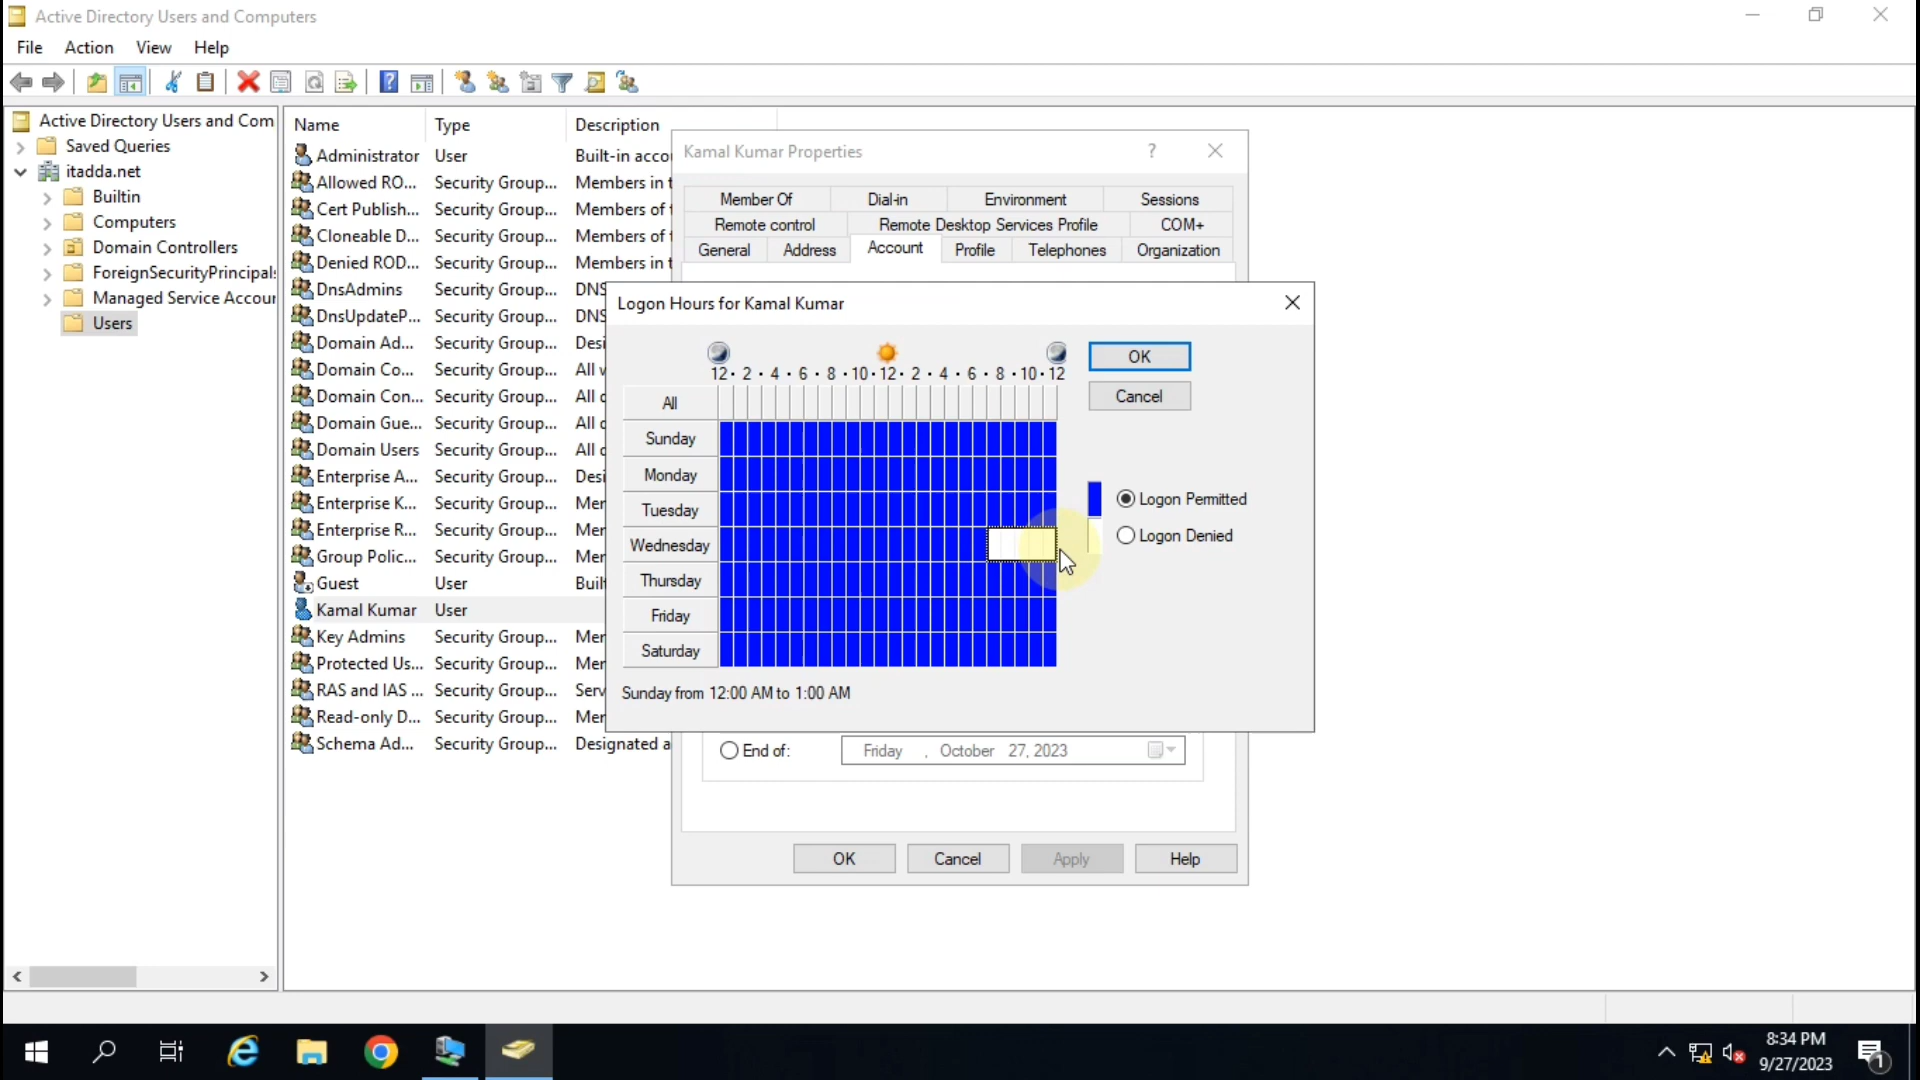 Active Directory Users and Computers
File Action View Help
Active Directory Users and Com
Saved Queries
itadda.net
Builtin
Computers
Domain Controllers
ForeignSecurityPrincipals
Managed Service Accoun
Users
Name Type Description
Administrator User Built-in accou
Allowed RO... Security Group... Members in t
Cert Publish... Security Group... Members of t
Cloneable D... Security Group... Members of t
Denied ROD... Security Group... Members in t
DnsAdmins Security Group... DNS
DnsUpdateP... Security Group... DNS
Domain Ad... Security Group... Desi
Domain Co... Security Group... All w
Domain Con... Security Group... All d
Domain Gue... Security Group... All d
Domain Users Security Group... All d
Enterprise A... Security Group... Desi
Enterprise K... Security Group... Mer
Enterprise R... Security Group... Mer
Group Polic... Security Group... Mer
Guest User Buil
Kamal Kumar User
Key Admins Security Group... Mer
Protected Us... Security Group... Mer
RAS and IAS ... Security Group... Serv
Read-only D... Security Group... Mer
Schema Ad... Security Group... Designated a
Kamal Kumar Properties ?
Member Of Dial-in Environment Sessions
Remote control Remote Desktop Services Profile COM+
General Address Account Profile Telephones Organization
Logon Hours for Kamal Kumar
12 · 2 · 4 · 6 · 8 · 10 · 12 · 2 · 4 · 6 · 8 · 10 · 12
All
Sunday
Monday
Tuesday
Wednesday
Thursday
Friday
Saturday
Sunday from 12:00 AM to 1:00 AM
OK
Cancel
Logon Permitted
Logon Denied
End of: Friday , October 27, 2023
OK Cancel Apply Help
8:34 PM
9/27/2023
1